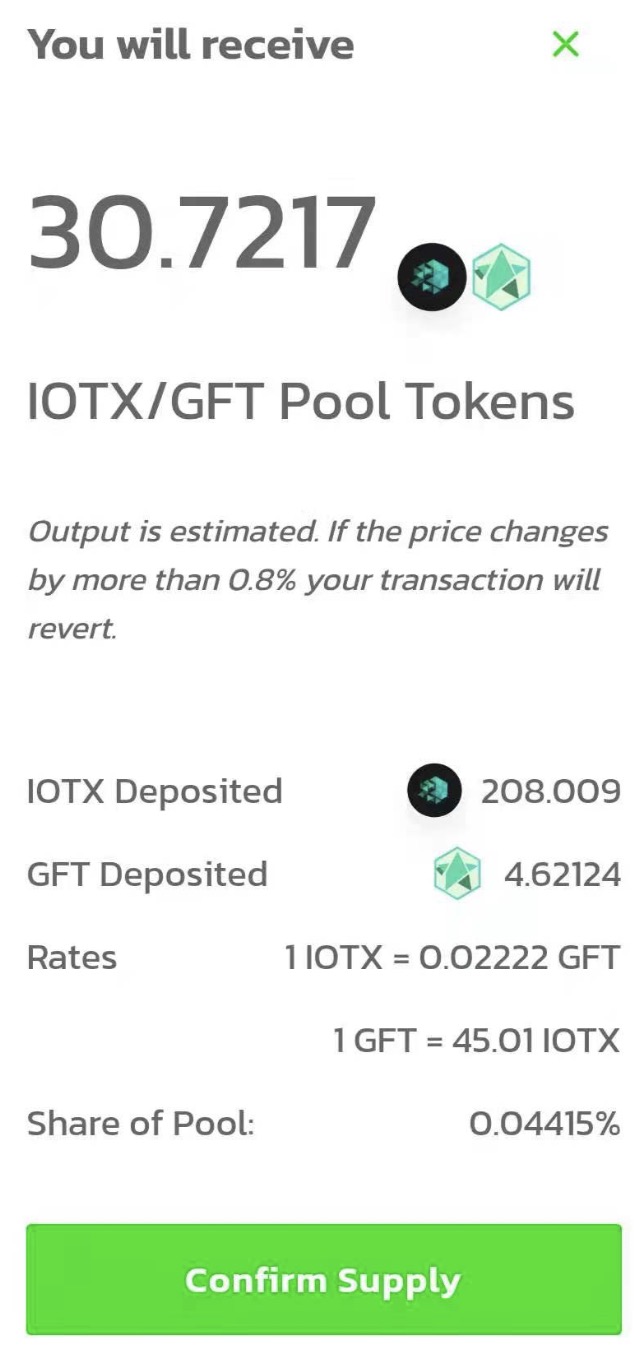 You will receive
30.7217
IOTX/GFT Pool Tokens
Output is estimated. If the price changes
by more than 0.8% your transaction will
revert.
IOTX Deposited 208.009
GFT Deposited 4.62124
Rates 1 IOTX = 0.02222 GFT
1 GFT = 45.01 IOTX
Share of Pool: 0.04415%
Confirm Supply